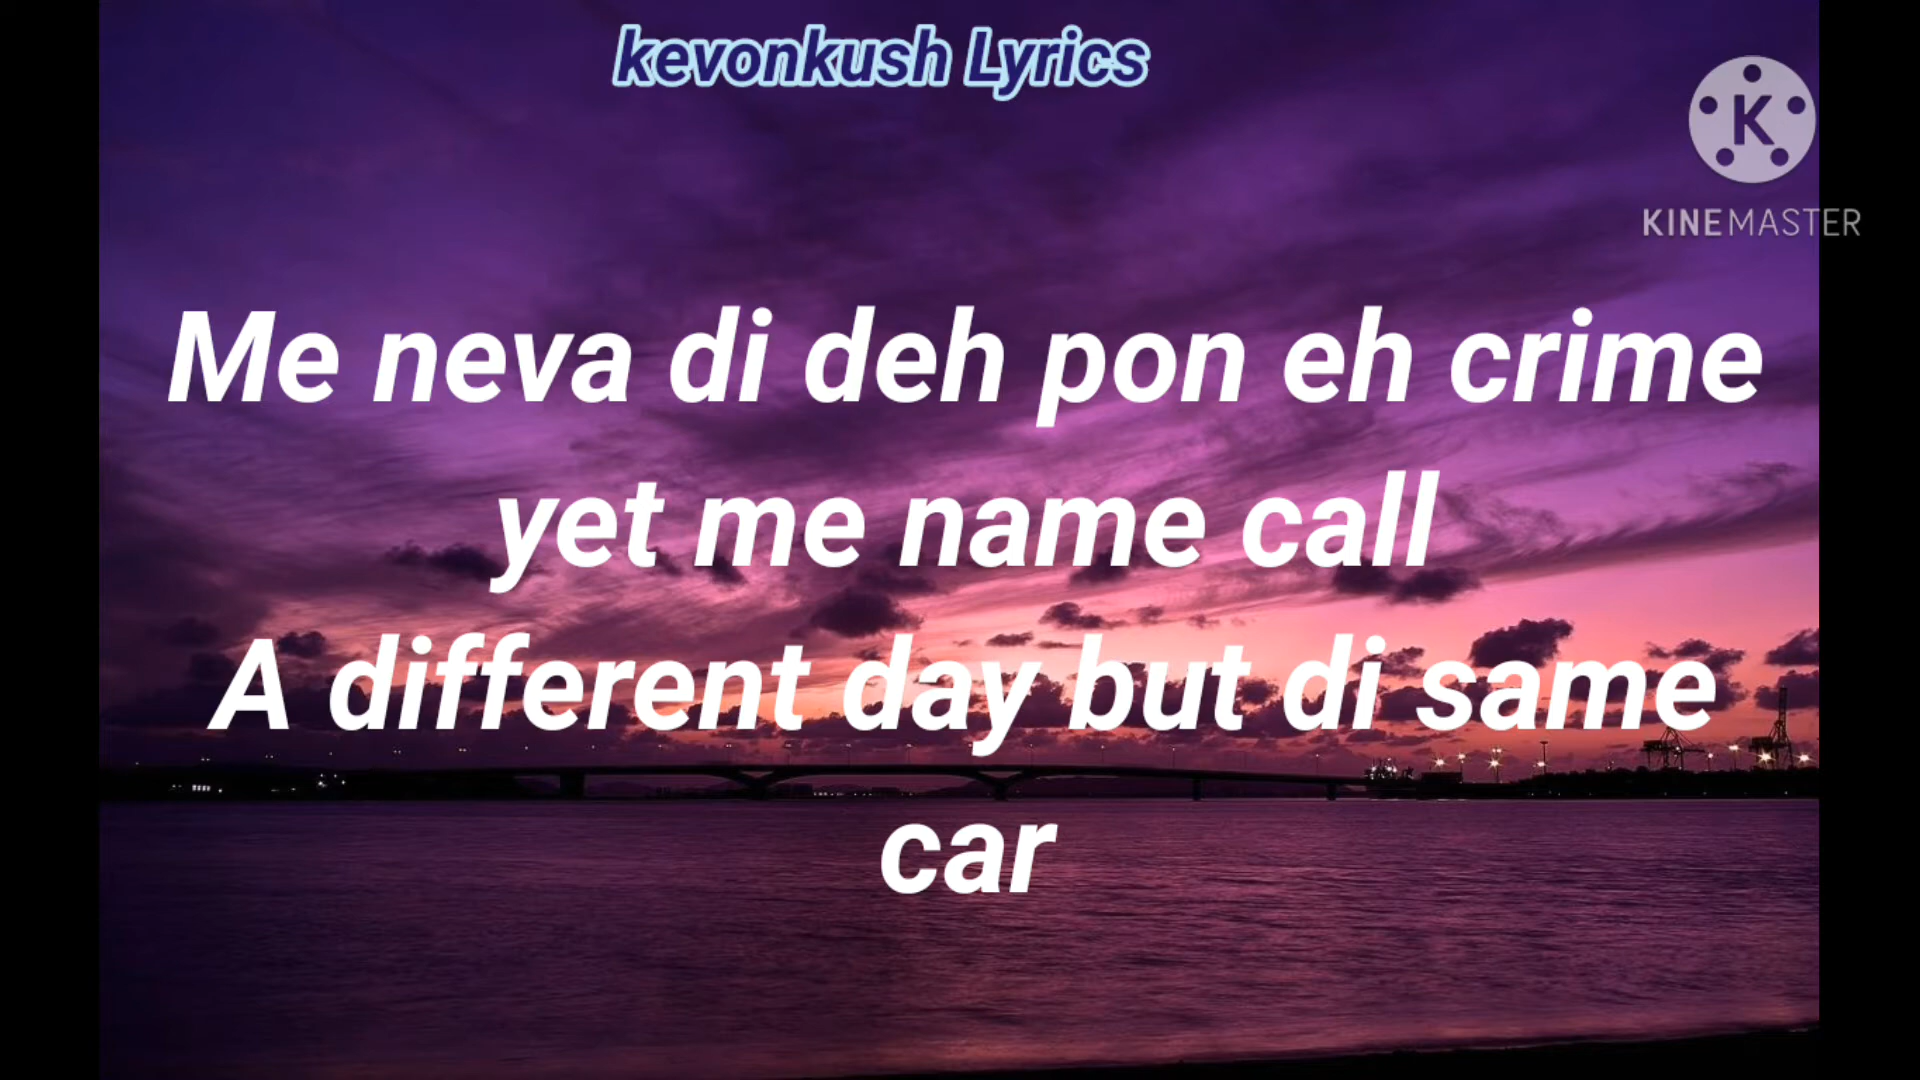 kevonkush Lyrics
K
KINEMASTER
Me neva di deh pon eh crime
yet me name call
A different day but di same
car